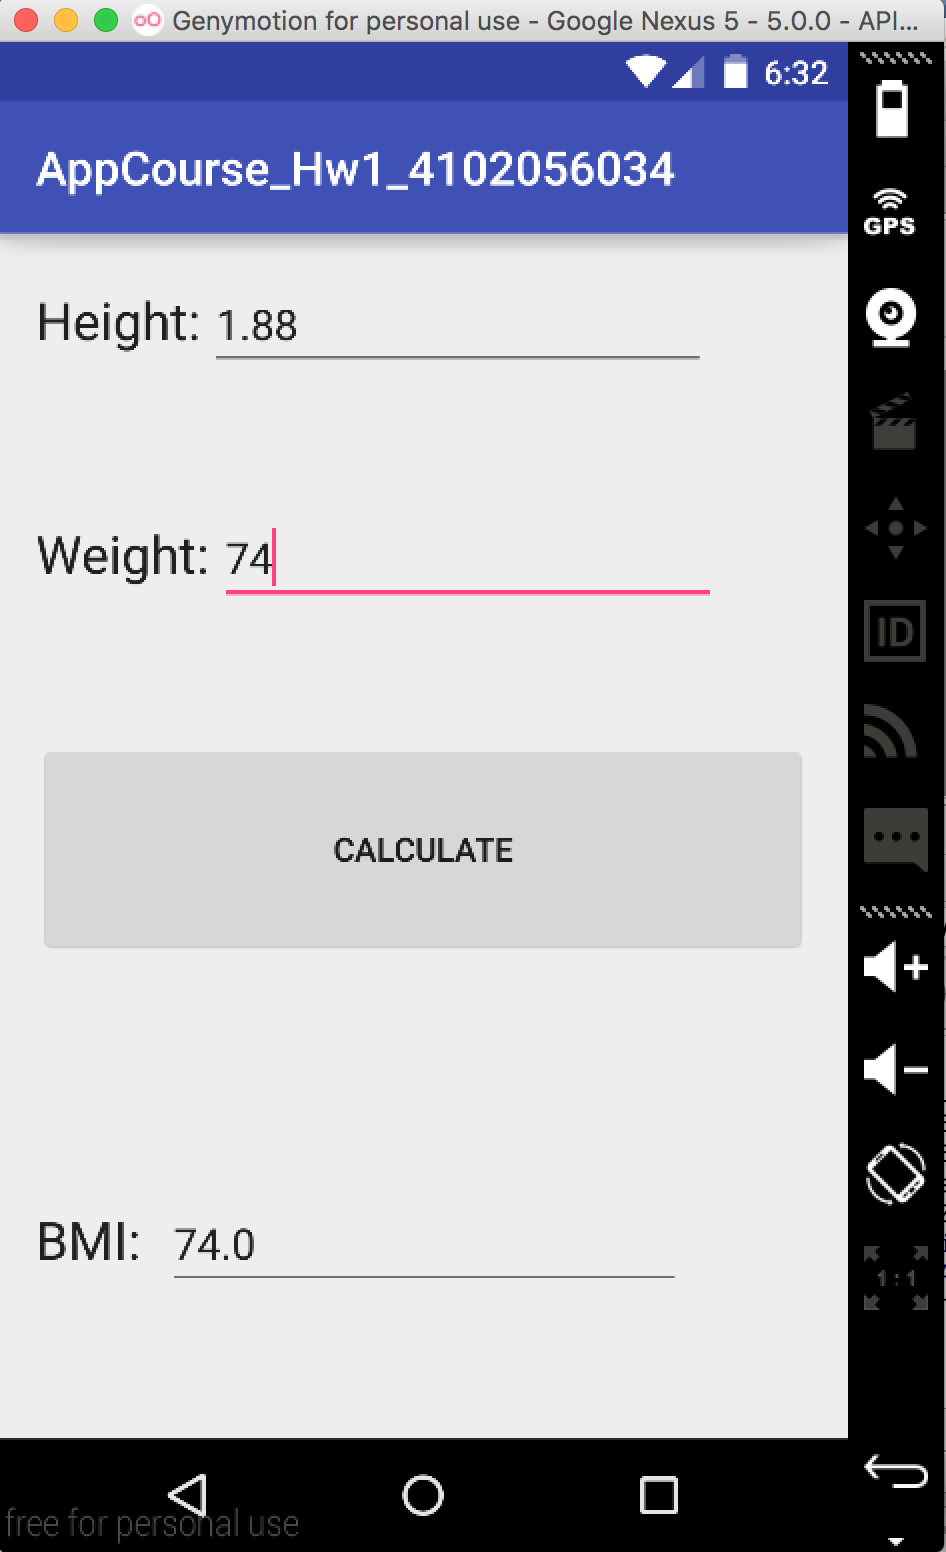 Genymotion for personal use - Google Nexus 5 - 5.0.0 - API...
6:32
AppCourse_Hw1_4102056034
GPS
Height: 1.88
Weight: 74
ID
CALCULATE
BMI: 74.0
1:1
free for personal use